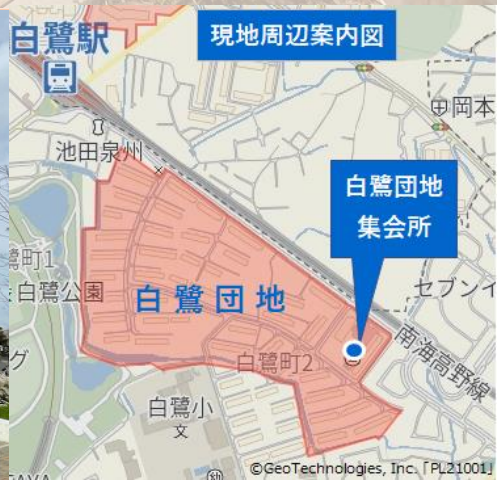 白鷺駅
現地周辺案内図
岡本
池田泉州
白鷺団地
集会所
鷺町1
白鷺公園
白鷺団地
セブンイ
南海高野線
白鷺町2
グ
白鷺小
文
©GeoTechnologies, Inc.「PL21001」